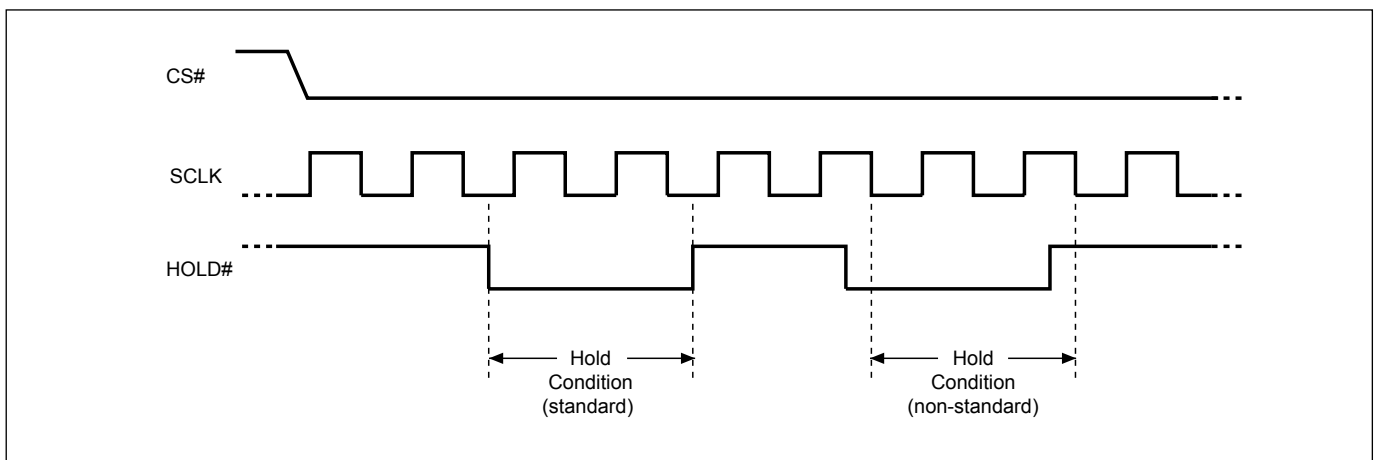 CS#
SCLK
HOLD#
Hold
Condition
(standard)
Hold
Condition
(non-standard)